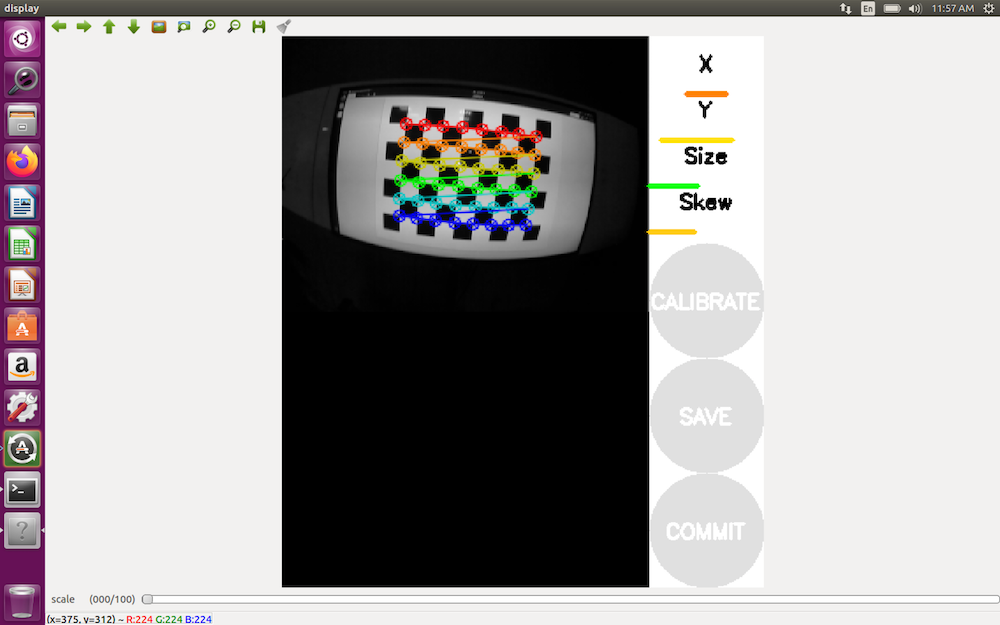 display
En
11:57 AM
X
Y
Size
Skew
CALIBRATE
SAVE
COMMIT
scale (000/100)
(x=375, y=312) ~ R:224 G:224 B:224